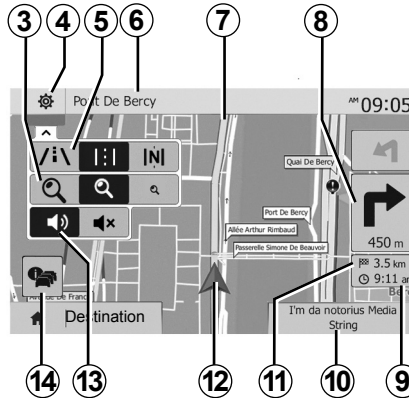 3 4 5 6 7 8
Port De Bercy
AM 09:05
N
Quai De Bercy
Port De Bercy
Allée Arthur Rimbaud
Passerelle Simone De Beauvoir
450 m
3.5 km
9:11 am
Destination
I'm da notorius Media
String
14 13 12 11 10 9